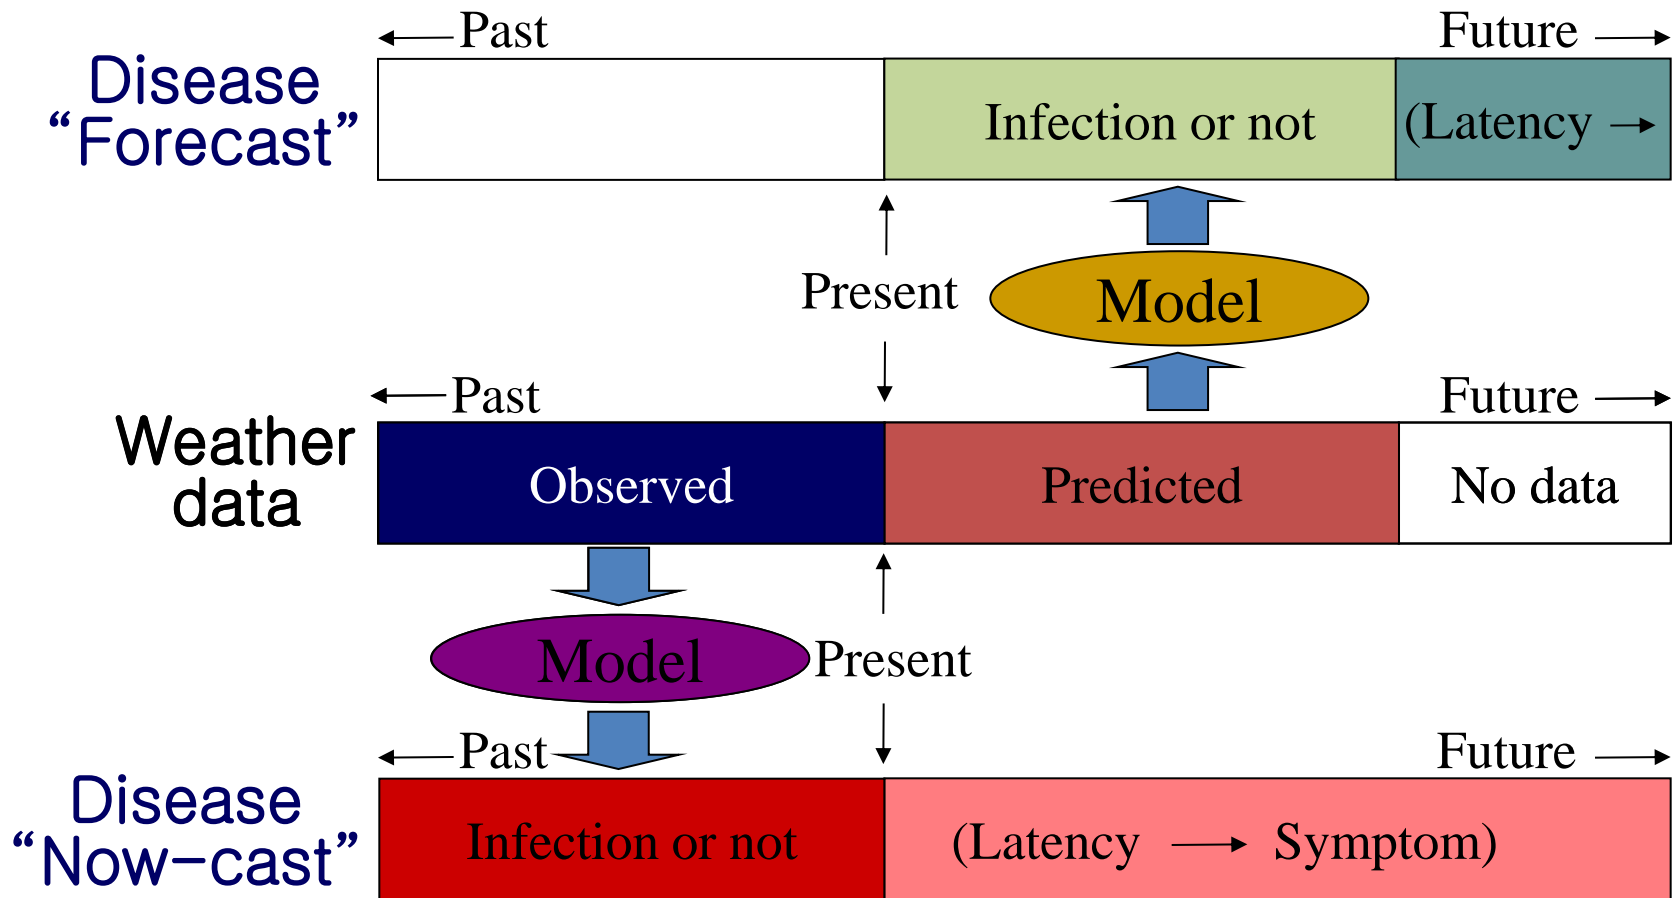 ← Past
Future →
Disease
“Forecast”
Infection or not
(Latency →
Present
Model
← Past
Future →
Weather
data
Observed
Predicted
No data
Model
Present
← Past
Future →
Disease
“Now-cast”
Infection or not
(Latency → Symptom)